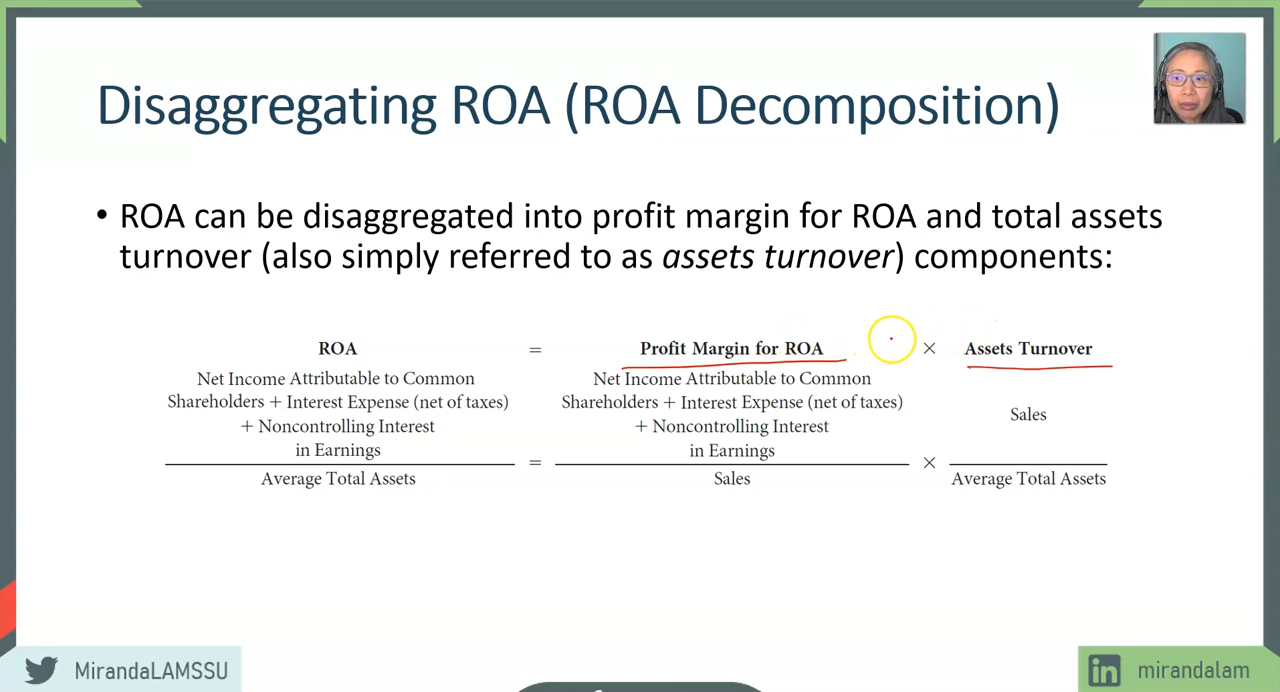 Disaggregating ROA (ROA Decomposition)
• ROA can be disaggregated into profit margin for ROA and total assets
turnover (also simply referred to as assets turnover) components:
ROA = Profit Margin for ROA × Assets Turnover
Net Income Attributable to Common
Shareholders + Interest Expense (net of taxes)
+ Noncontrolling Interest
in Earnings
Average Total Assets
=
Net Income Attributable to Common
Shareholders + Interest Expense (net of taxes)
+ Noncontrolling Interest
in Earnings
Sales
×
Sales
Average Total Assets
MirandaLAMSSU
in mirandalam